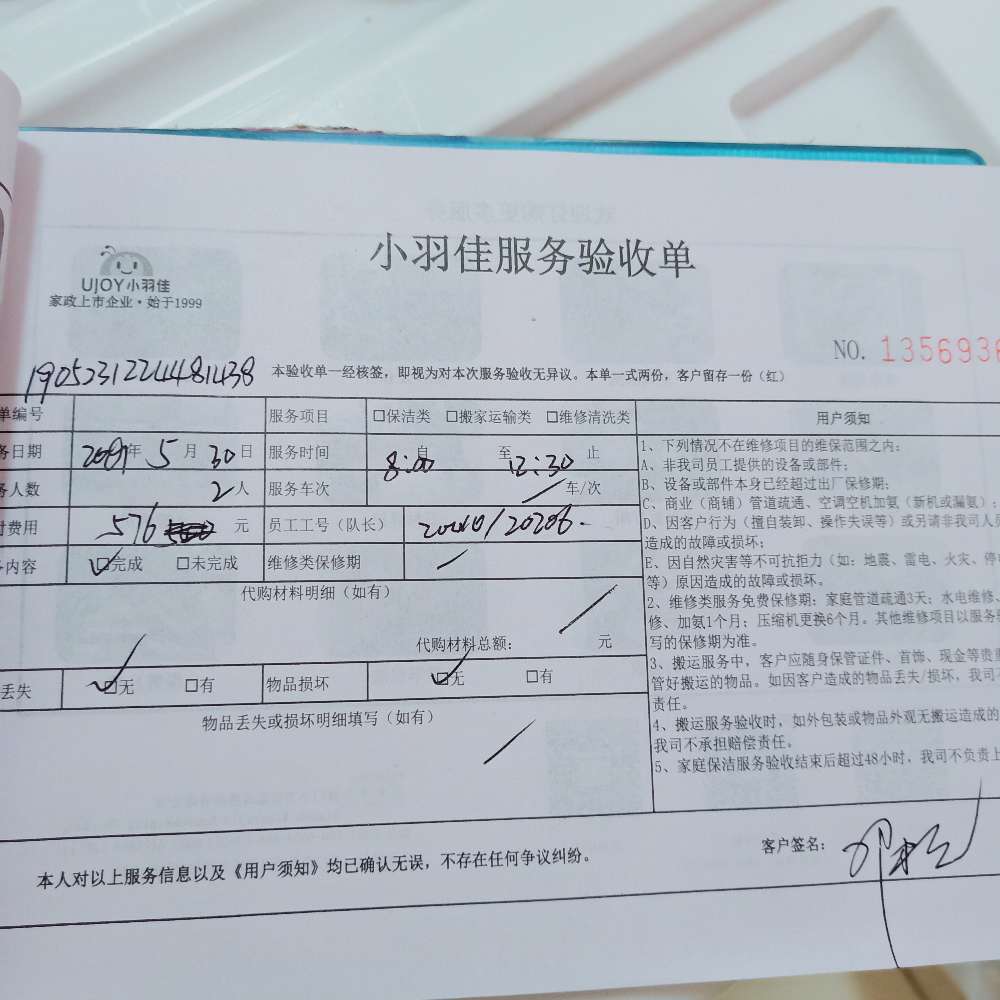 小羽佳服务验收单
UJOY小羽佳
家政上市企业·始于1999
NO. 1356936
1905231224481438 本验收单一经核签，即视为对本次服务验收无异议。本单一式两份，客户留存一份（红）
单编号 服务项目 □保洁类 □搬家运输类 □维修清洗类
务日期 年 5 月 30 日 服务时间 自 8:00 至 12:30 止
务人数 2 人 服务车次 / 车/次
付费用 576 元 员工工号（队长）
务内容 ☑完成 □未完成 维修类保修期 /
代购材料明细（如有）
代购材料总额： / 元
丢失 ☑无 □有 物品损坏 ☑无 □有
物品丢失或损坏明细填写（如有）
用户须知
1、下列情况不在维修项目的维保范围之内；
A、非我司员工提供的设备或部件；
B、设备或部件本身已经超过出厂保修期；
C、商业（商铺）管道疏通、空调空机加氨（新机或漏氨）；
D、因客户行为（擅自装卸、操作失误等）或另请非我司人员
造成的故障或损坏；
E、因自然灾害等不可抗拒力（如：地震、雷电、火灾、停
等）原因造成的故障或损坏。
2、维修类服务免费保修期：家庭管道疏通3天；水电维修、
修、加氨1个月；压缩机更换6个月。其他维修项目以服务
写的保修期为准。
3、搬运服务中，客户应随身保管证件、首饰、现金等贵重
管好搬运的物品。如因客户造成的物品丢失/损坏，我司不
责任。
4、搬运服务验收时，如外包装或物品外观无搬运造成的
我司不承担赔偿责任。
5、家庭保洁服务验收结束后超过48小时，我司不负责上
本人对以上服务信息以及《用户须知》均已确认无误，不存在任何争议纠纷。
客户签名：